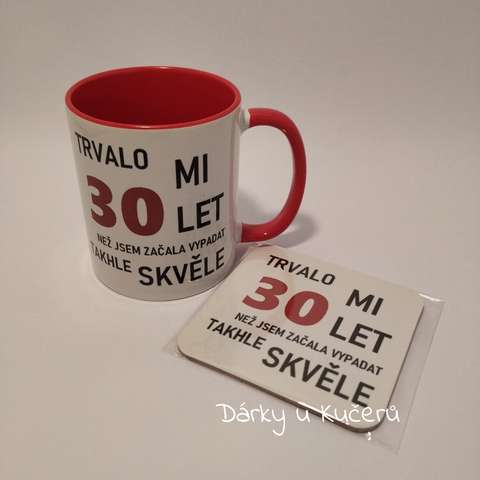 TRVALO MI
30 LET
NEŽ JSEM ZAČALA VYPADAT
TAKHLE SKVĚLE
TRVALO MI
30 LET
NEŽ JSEM ZAČALA VYPADAT
TAKHLE SKVĚLE
Dárky u Kučerů